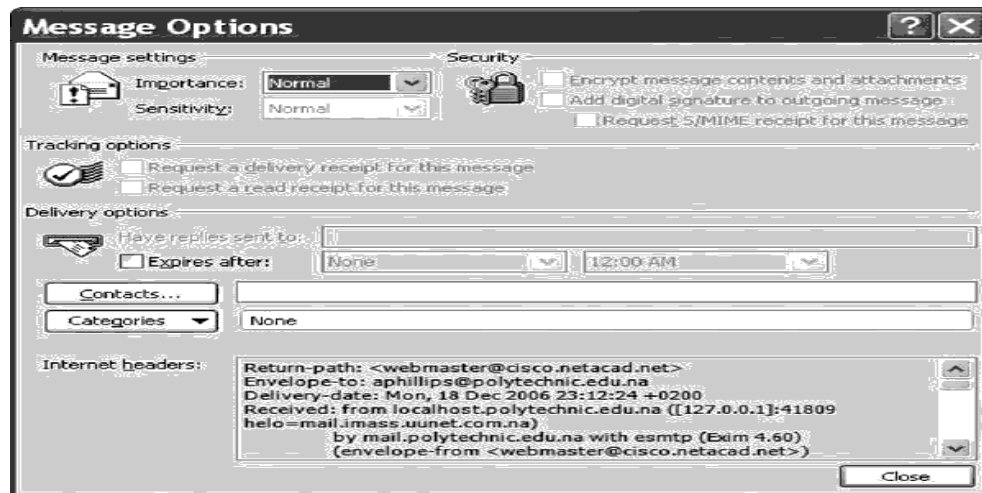 Message Options
Message settings
Security
Importance: Normal
Sensitivity: Normal
Encrypt message contents and attachments
Add digital signature to outgoing message
Request S/MIME receipt for this message
Tracking options
Request a delivery receipt for this message
Request a read receipt for this message
Delivery options
Have replies sent to:
Expires after: None 12:00 AM
Contacts...
Categories None
Internet headers: Return-path: <webmaster@cisco.netacad.net>
Envelope-to: aphillips@polytechnic.edu.na
Delivery-date: Mon, 18 Dec 2006 23:12:24 +0200
Received: from localhost.polytechnic.edu.na ([127.0.0.1]:41809
helo=mail.imass.uunet.com.na)
by mail.polytechnic.edu.na with esmtp (Exim 4.60)
(envelope-from <webmaster@cisco.netacad.net>)
Close